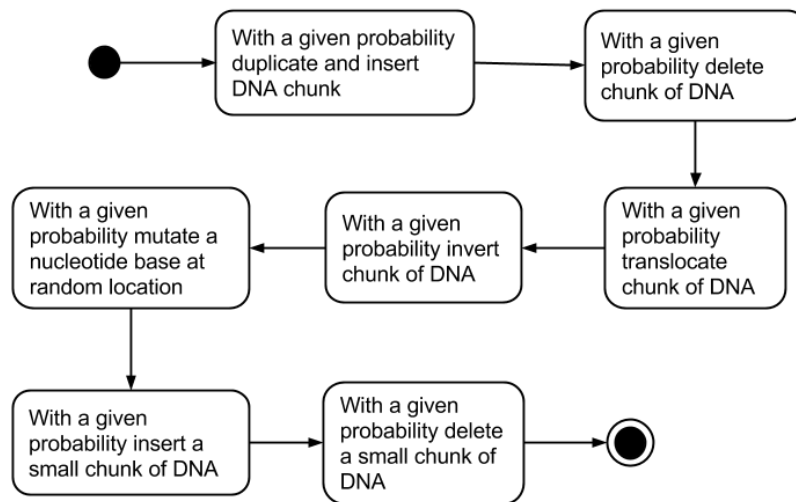 With a given probability
duplicate and insert
DNA chunk
With a given
probability delete
chunk of DNA
With a given
probability
translocate
chunk of DNA
With a given
probability invert
chunk of DNA
With a given
probability mutate a
nucleotide base at
random location
With a given
probability insert a
small chunk of DNA
With a given
probability delete
a small chunk of
DNA